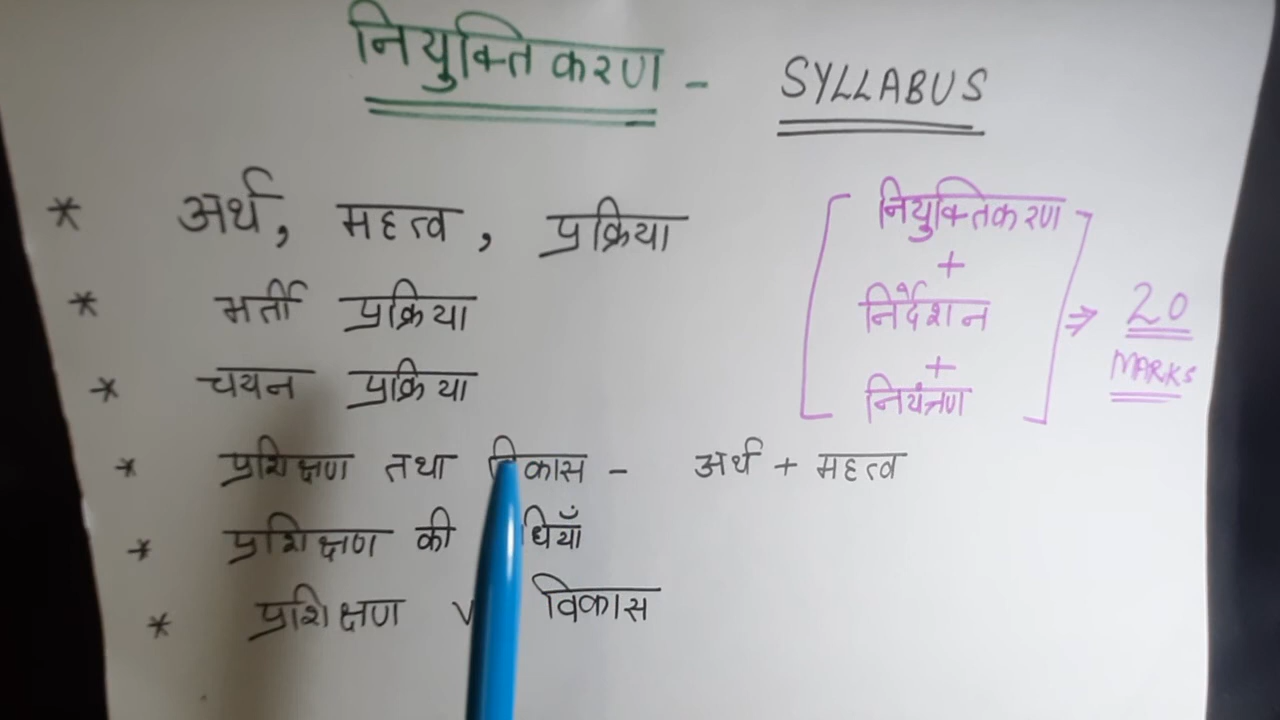 नियुक्तिकरण - SYLLABUS
* अर्थ, महत्व, प्रक्रिया
* भर्ती प्रक्रिया
* चयन प्रक्रिया
* प्रशिक्षण तथा विकास - अर्थ + महत्व
* प्रशिक्षण की
* प्रशिक्षण विकास
नियुक्तिकरण
+
निर्देशन
+
नियंत्रण
⇒ 20
MARKS